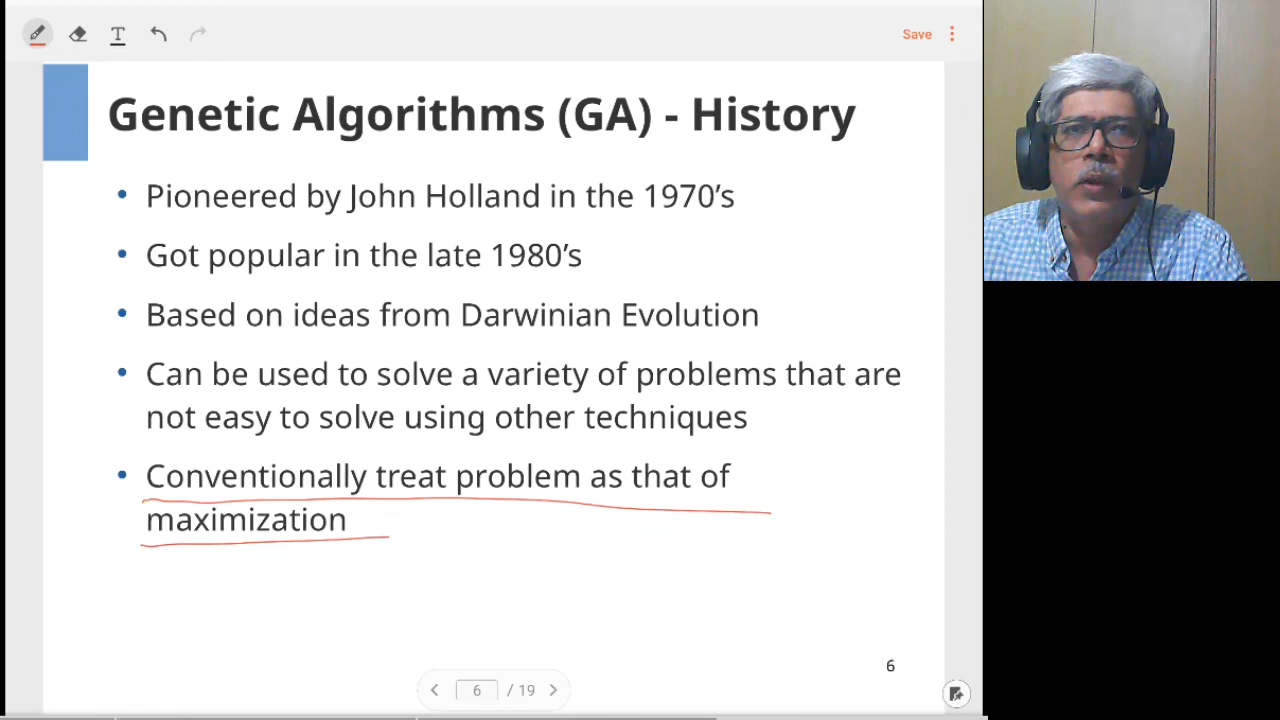 T
Save
Genetic Algorithms (GA) - History
• Pioneered by John Holland in the 1970’s
• Got popular in the late 1980’s
• Based on ideas from Darwinian Evolution
• Can be used to solve a variety of problems that are
not easy to solve using other techniques
• Conventionally treat problem as that of
maximization
6
6 / 19